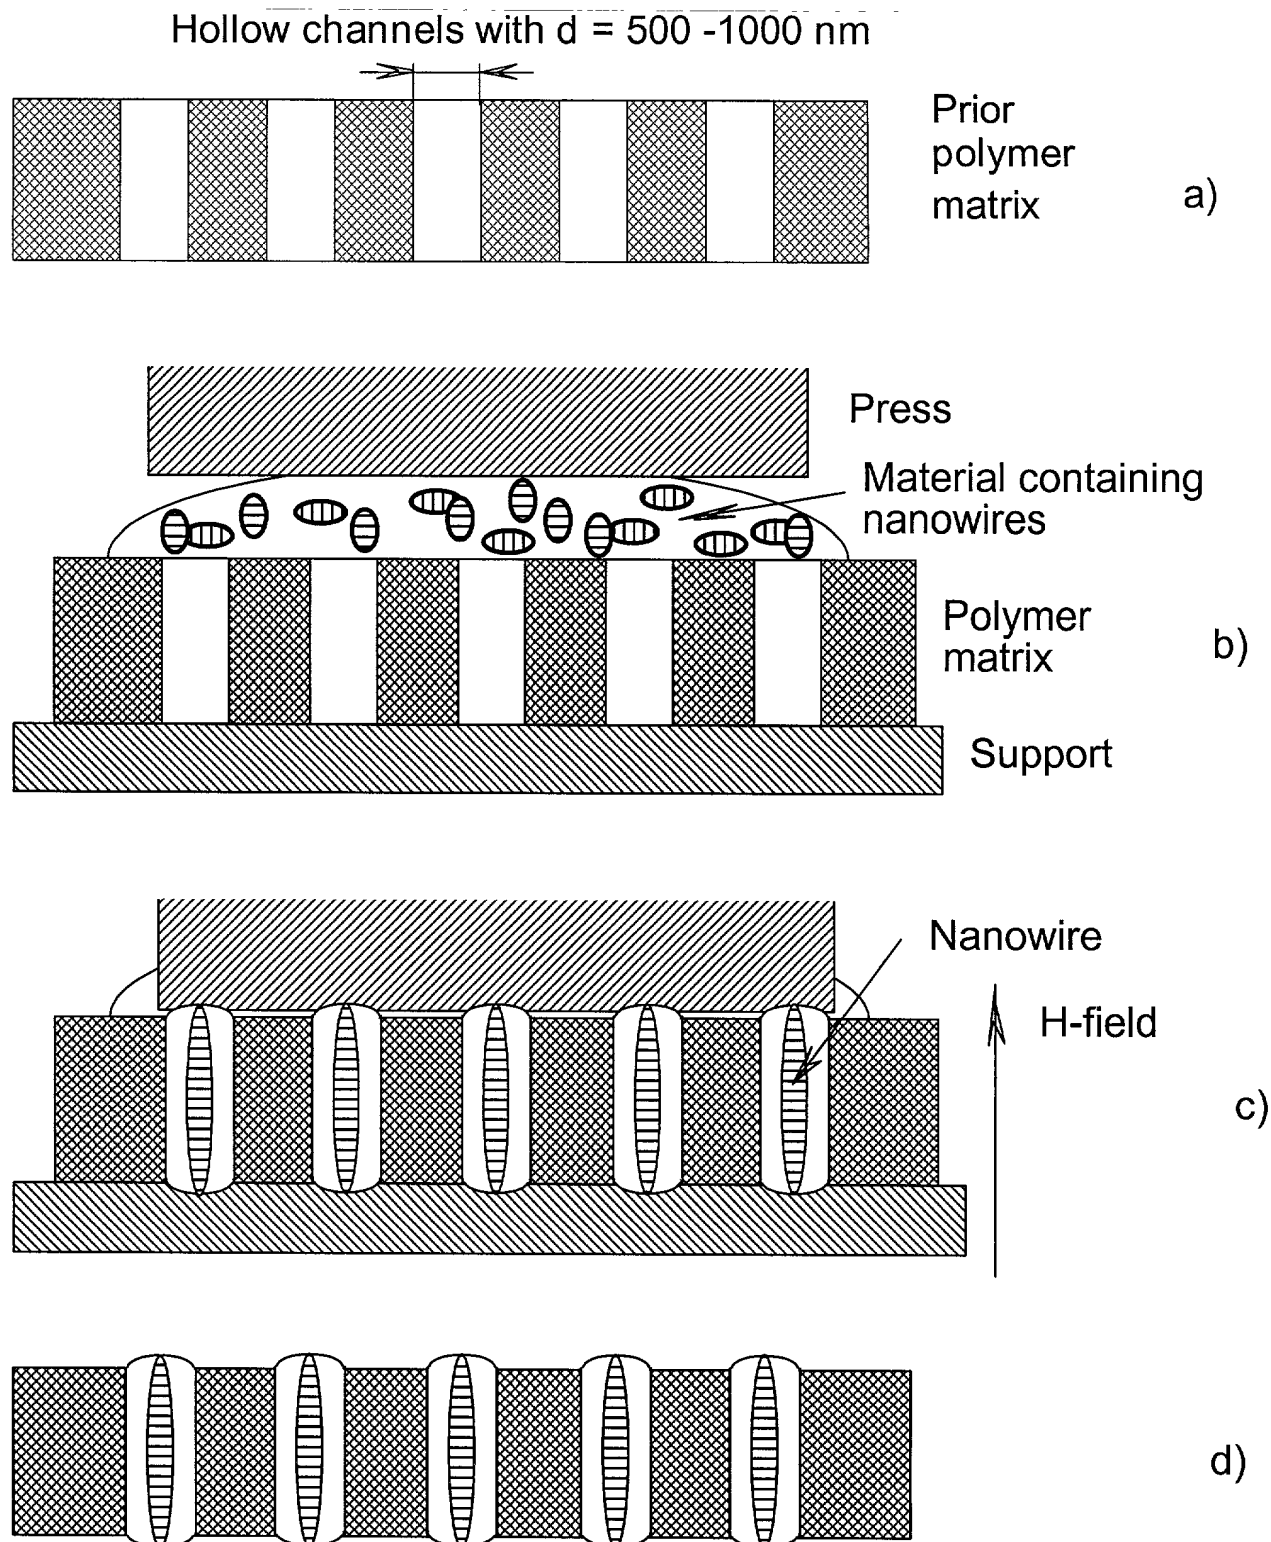 Hollow channels with d = 500 -1000 nm
Prior
polymer
matrix
a)
Press
Material containing
nanowires
Polymer
matrix
b)
Support
Nanowire
H-field
c)
d)